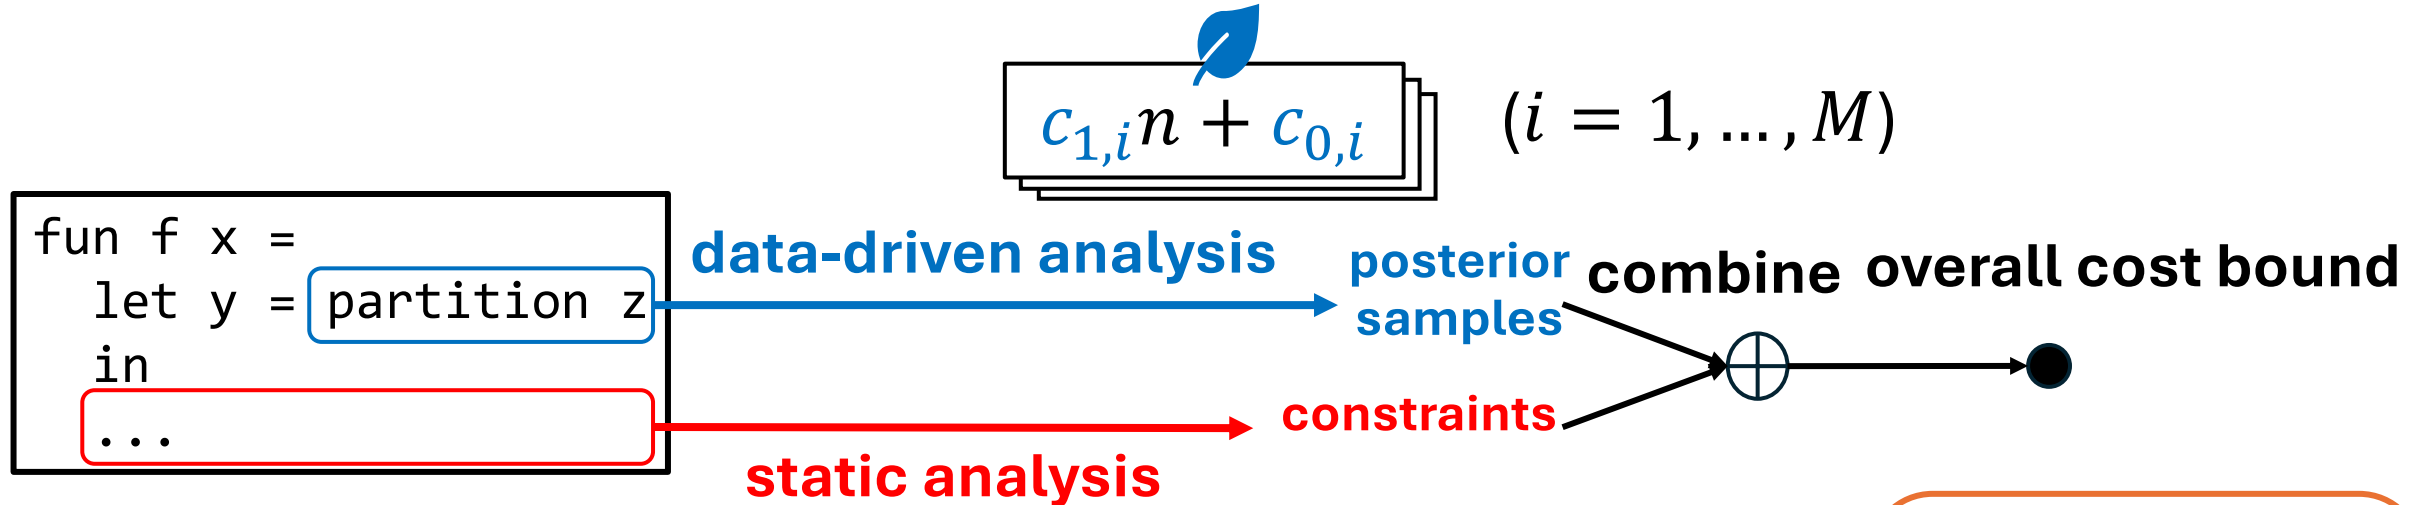 c₁,ᵢn + c₀,ᵢ (i = 1, … , M)
fun f x =
let y = partition z
in
...
data-driven analysis
posterior
samples
combine
overall cost bound
constraints
static analysis